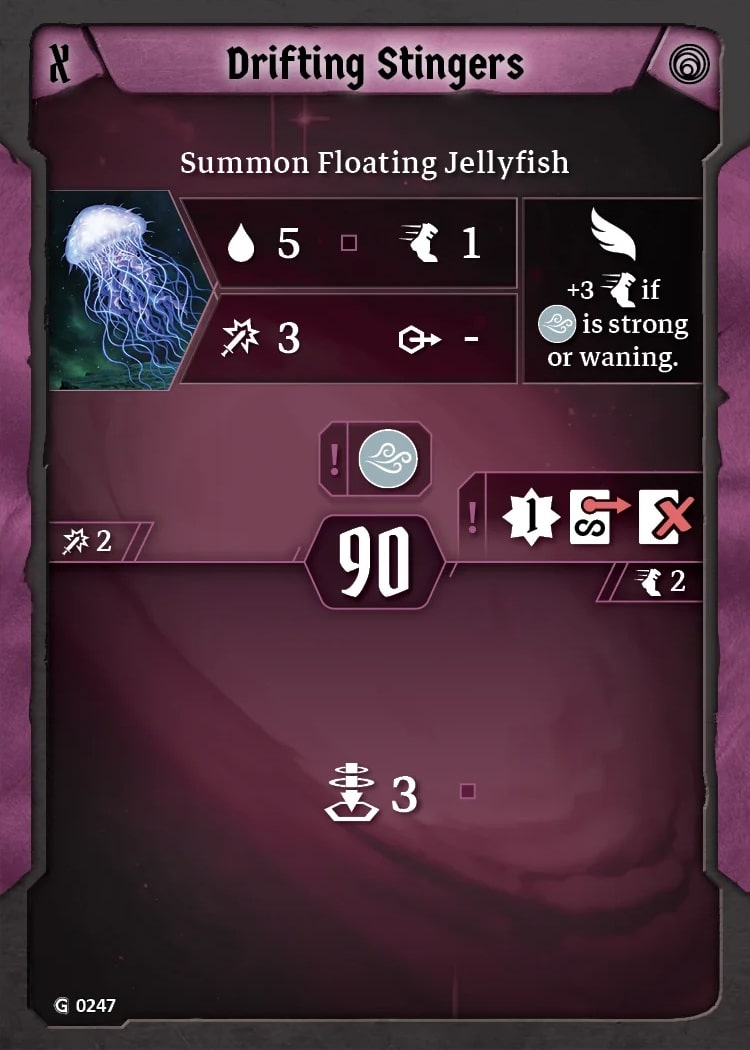 X Drifting Stingers
Summon Floating Jellyfish
5 1
3 -
+3 if
is strong
or waning.
!
! 1
2
90
2
3
G 0247